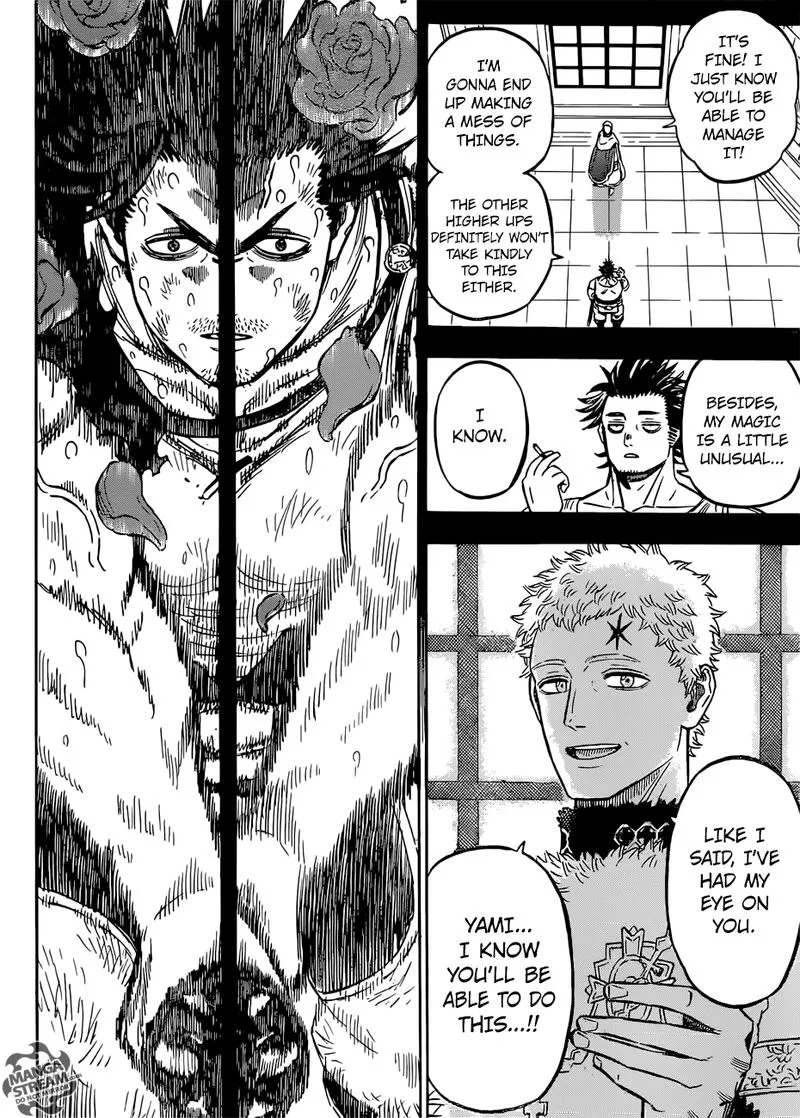 IT'S
FINE! I
JUST KNOW
YOU'LL BE
ABLE TO
MANAGE
IT!
I'M
GONNA END
UP MAKING
A MESS OF
THINGS.
THE OTHER
HIGHER UPS
DEFINITELY WON'T
TAKE KINDLY
TO THIS
EITHER.
BESIDES,
MY MAGIC
IS A LITTLE
UNUSUAL...
I
KNOW.
LIKE I
SAID, I'VE
HAD MY
EYE ON
YOU.
YAMI...
I KNOW
YOU'LL BE
ABLE TO DO
THIS...!!
MANGA
STREAM